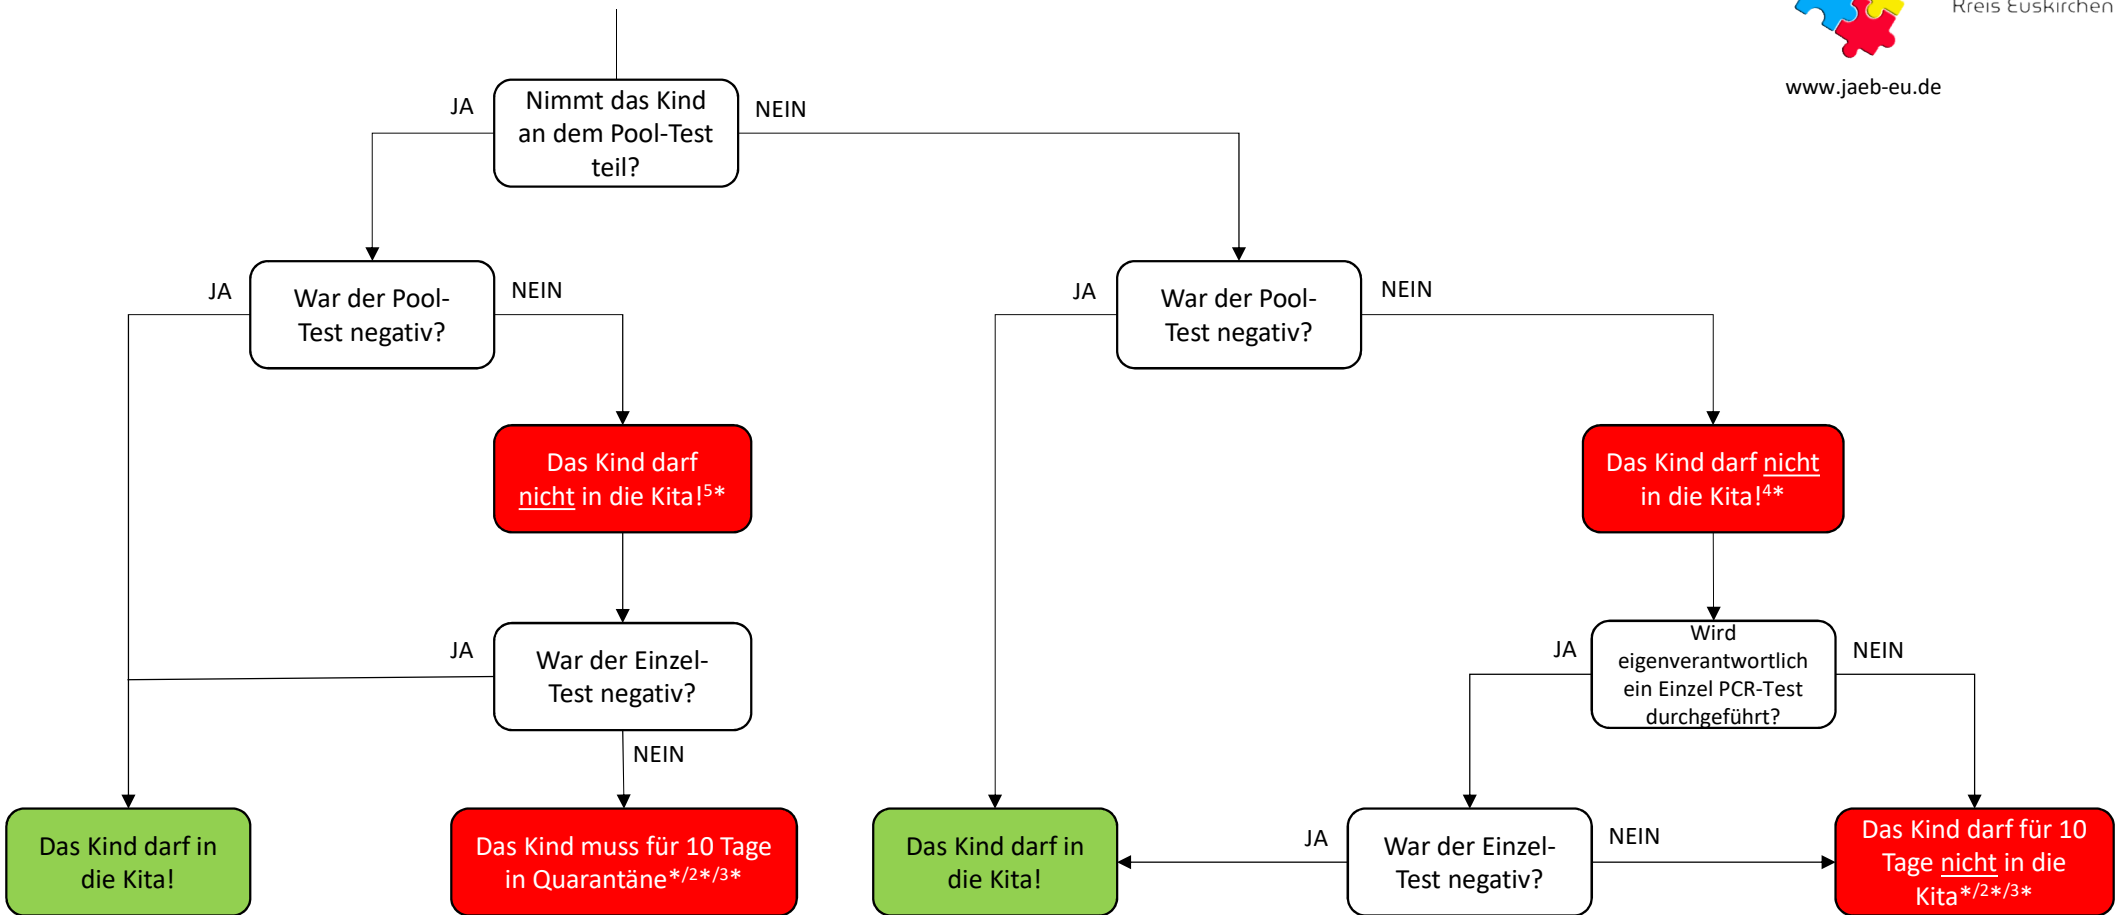 Kreis Euskirchen
www.jaeb-eu.de
JA
Nimmt das Kind
an dem Pool-Test
teil?
NEIN
JA
War der Pool-
Test negativ?
NEIN
JA
War der Pool-
Test negativ?
NEIN
Das Kind darf
nicht in die Kita!5*
Das Kind darf nicht
in die Kita!4*
JA
War der Einzel-
Test negativ?
NEIN
JA
Wird
eigenverantwortlich
ein Einzel PCR-Test
durchgeführt?
NEIN
Das Kind darf in
die Kita!
Das Kind muss für 10 Tage
in Quarantäne*/2*/3*
Das Kind darf in
die Kita!
JA
War der Einzel-
Test negativ?
NEIN
Das Kind darf für 10
Tage nicht in die
Kita*/2*/3*